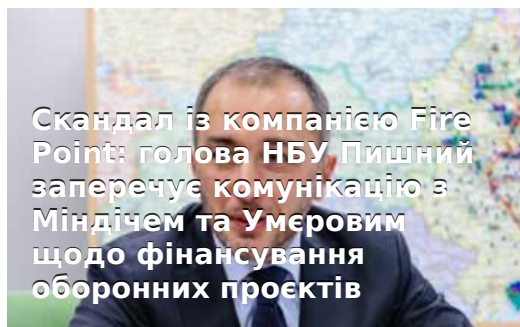 Скандал із компанією Fire
Point: голова НБУ Пишний
заперечує комунікацію з
Міндічем та Умєровим
щодо фінансування
оборонних проєктів